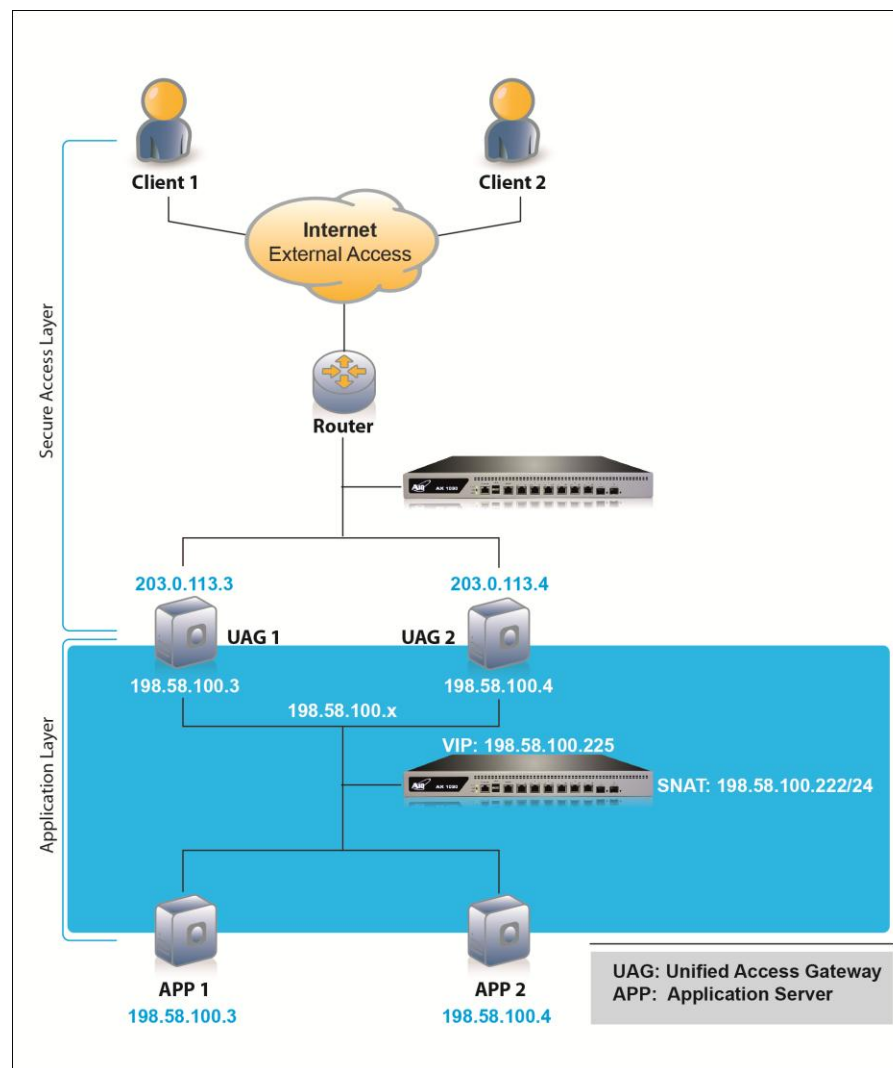 Client 1
Client 2
Internet
External Access
Secure Access Layer
Router
203.0.113.3
203.0.113.4
UAG 1
UAG 2
198.58.100.3
198.58.100.4
198.58.100.x
VIP: 198.58.100.225
SNAT: 198.58.100.222/24
Application Layer
APP 1
APP 2
198.58.100.3
198.58.100.4
UAG: Unified Access Gateway
APP: Application Server